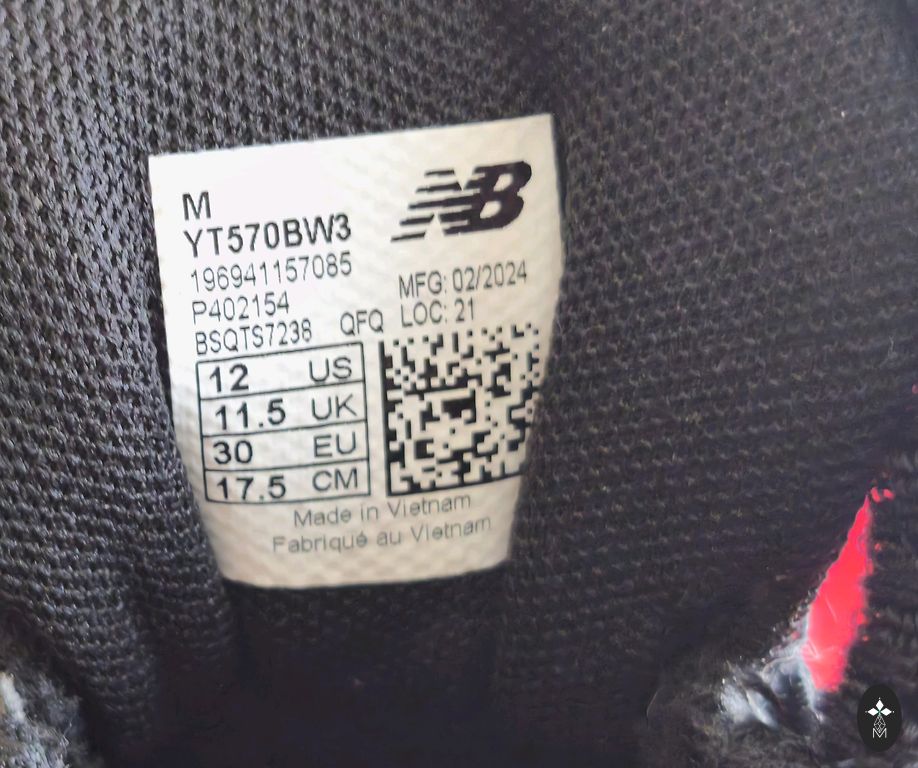 M
NB
YT570BW3
196941157085
P402154
MFG: 02/2024
BSQTS7238 QFQ LOC: 21
12 US
11.5 UK
30 EU
17.5 CM
Made in Vietnam
Fabriqué au Vietnam
M